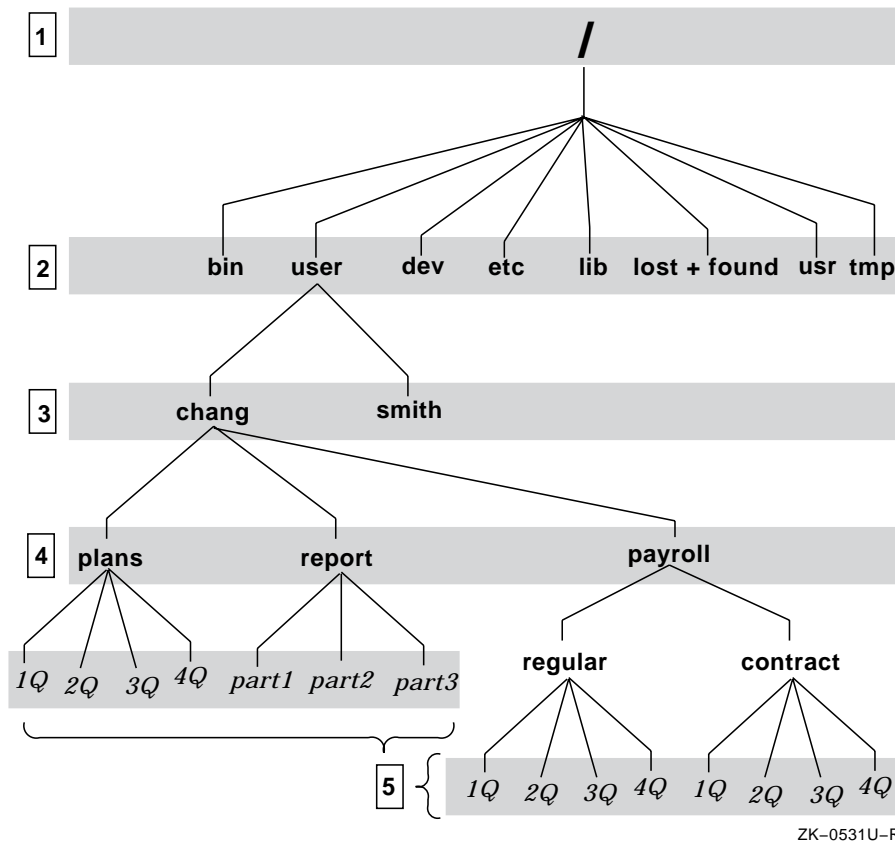 1 /
2 bin user dev etc lib lost + found usr tmp
3 chang smith
4 plans report payroll
regular contract
1Q 2Q 3Q 4Q part1 part2 part3
5 1Q 2Q 3Q 4Q 1Q 2Q 3Q 4Q
ZK–0531U–R